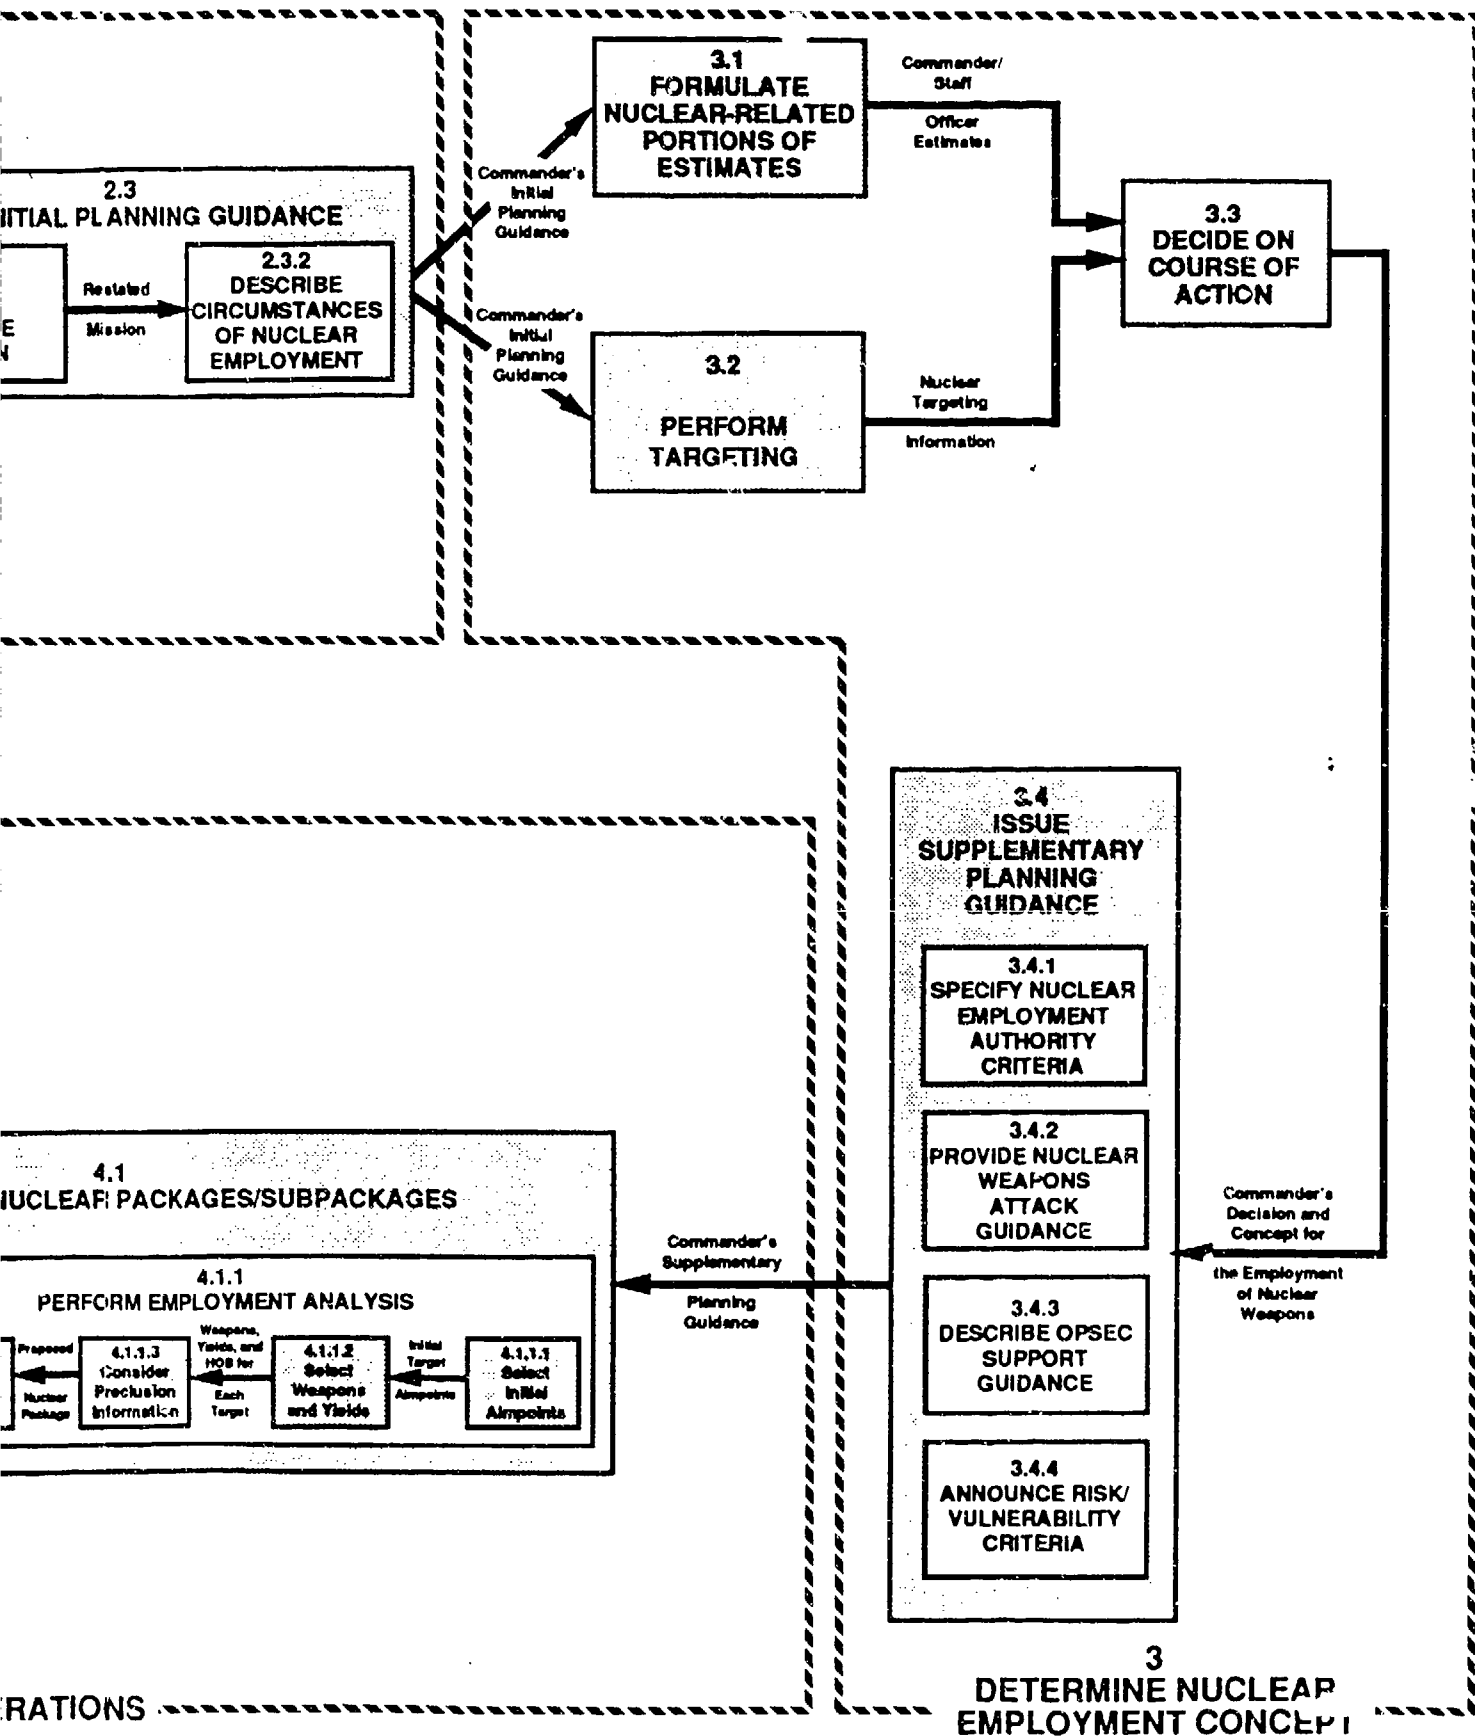 2.3
ITIAL PLANNING GUIDANCE
E
N
Restated
Mission
2.3.2
DESCRIBE
CIRCUMSTANCES
OF NUCLEAR
EMPLOYMENT
Commander's
Initial
Planning
Guidance
Commander's
Initial
Planning
Guidance
3.1
FORMULATE
NUCLEAR-RELATED
PORTIONS OF
ESTIMATES
Commander/
Staff
Officer
Estimates
3.2
PERFORM
TARGETING
Nuclear
Targeting
Information
3.3
DECIDE ON
COURSE OF
ACTION
3.4
ISSUE
SUPPLEMENTARY
PLANNING
GUIDANCE
3.4.1
SPECIFY NUCLEAR
EMPLOYMENT
AUTHORITY
CRITERIA
3.4.2
PROVIDE NUCLEAR
WEAPONS
ATTACK
GUIDANCE
3.4.3
DESCRIBE OPSEC
SUPPORT
GUIDANCE
3.4.4
ANNOUNCE RISK/
VULNERABILITY
CRITERIA
Commander's
Decision and
Concept for
the Employment
of Nuclear
Weapons
Commander's
Supplementary
Planning
Guidance
4.1
NUCLEAR PACKAGES/SUBPACKAGES
4.1.1
PERFORM EMPLOYMENT ANALYSIS
Proposed
Nuclear
Package
4.1.1.3
Consider
Preclusion
Information
Weapons,
Yields, and
HOB for
Each
Target
4.1.1.2
Select
Weapons
and Yields
Initial
Target
Aimpoints
4.1.1.1
Select
Initial
Aimpoints
ERATIONS
3
DETERMINE NUCLEAR
EMPLOYMENT CONCEPT